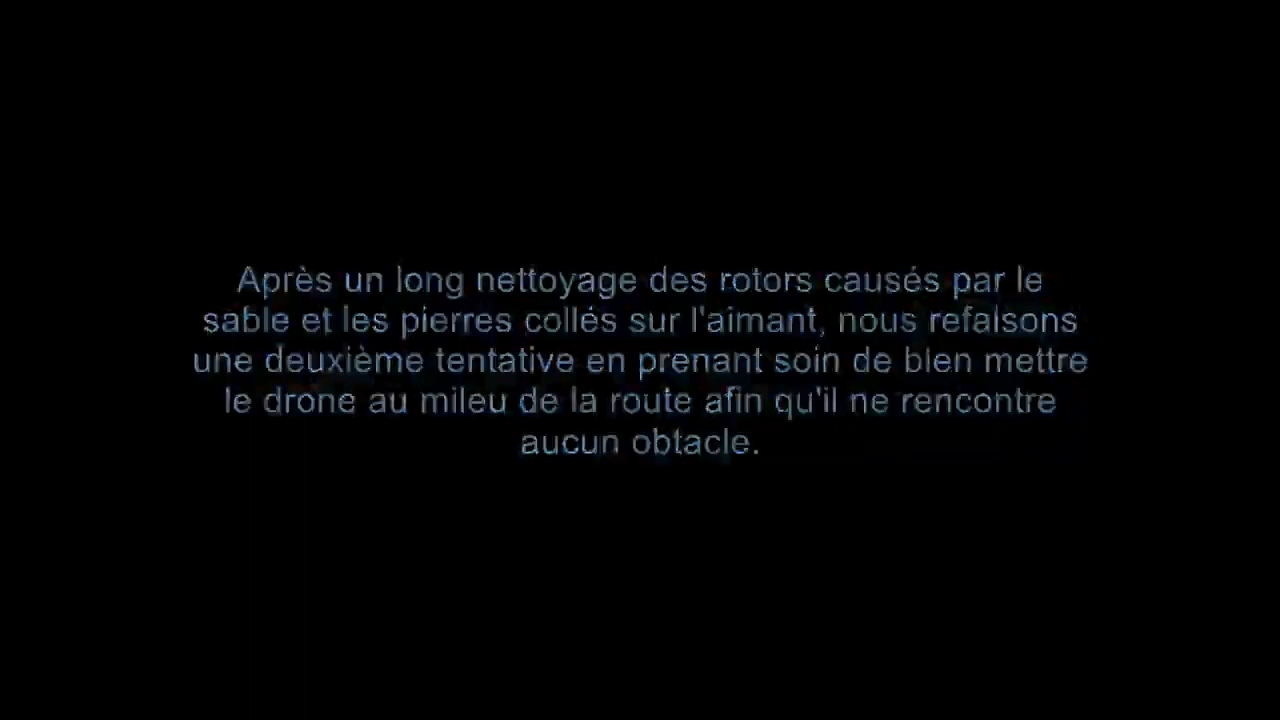 Après un long nettoyage des rotors causés par le
sable et les pierres collés sur l'aimant, nous refaisons
une deuxième tentative en prenant soin de bien mettre
le drone au mileu de la route afin qu'il ne rencontre
aucun obtacle.